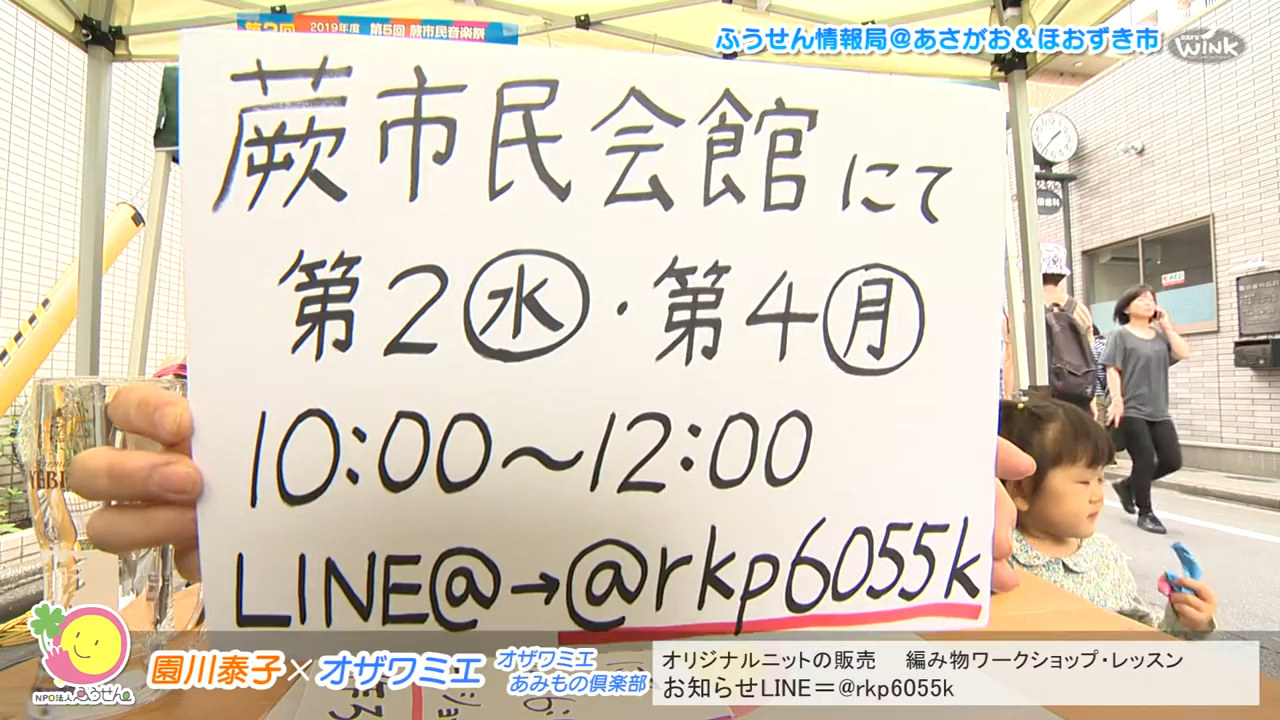 2019年度 第5回 蕨市民音楽祭
ふうせん情報局@あさがお&ほおずき市
WINK
蕨市民会館にて
第2㊌・第4㊊
10:00~12:00
LINE@→@rkp6055k
NPO法人ふうせん
園川泰子×オザワミエ
オザワミエ
あみもの倶楽部
オリジナルニットの販売 編み物ワークショップ・レッスン
お知らせLINE=@rkp6055k